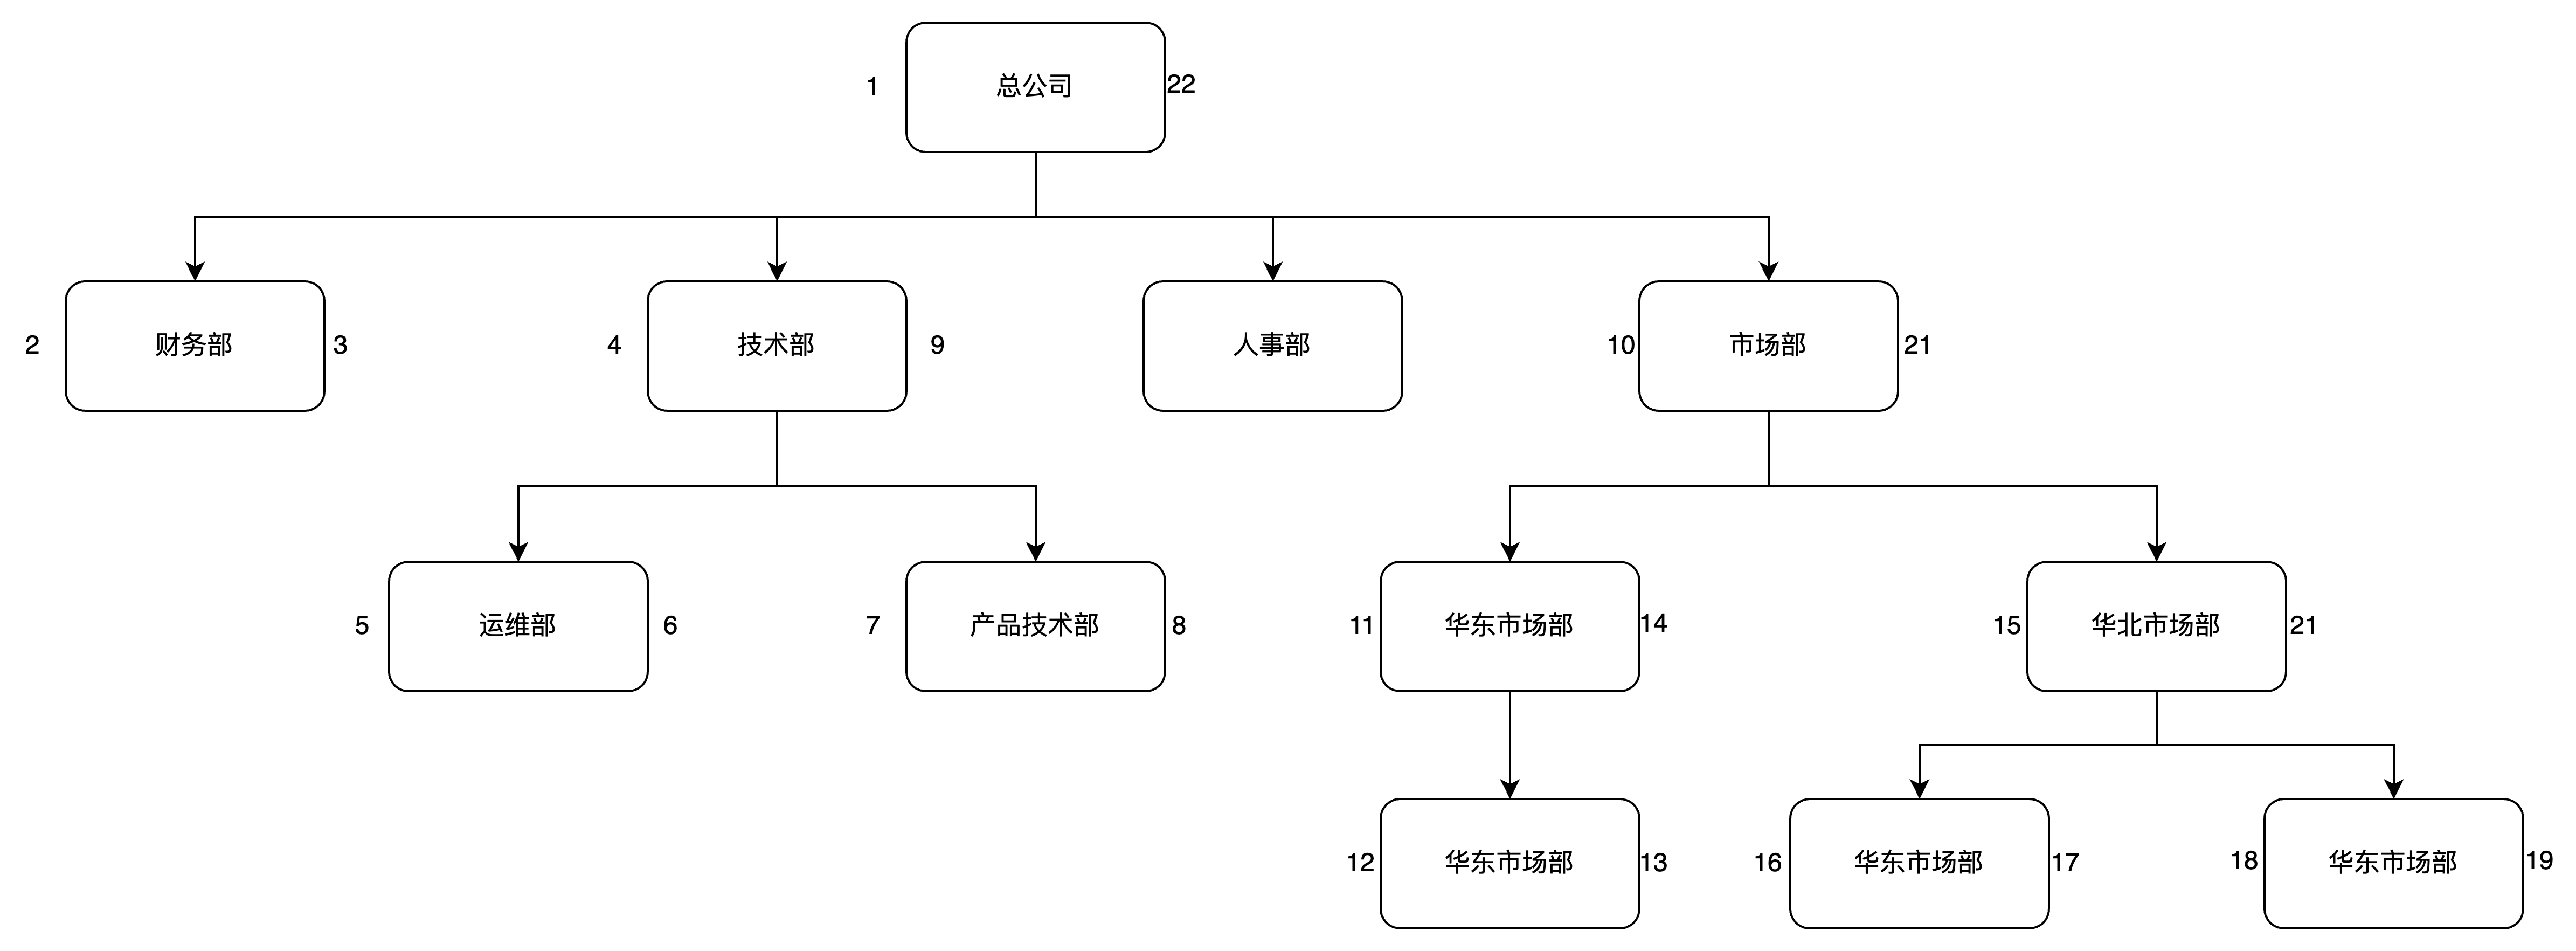 1 总公司 22
2 财务部 3 4 技术部 9 人事部 10 市场部 21
5 运维部 6 7 产品技术部 8 11 华东市场部 14 15 华北市场部 21
12 华东市场部 13 16 华东市场部 17 18 华东市场部 19